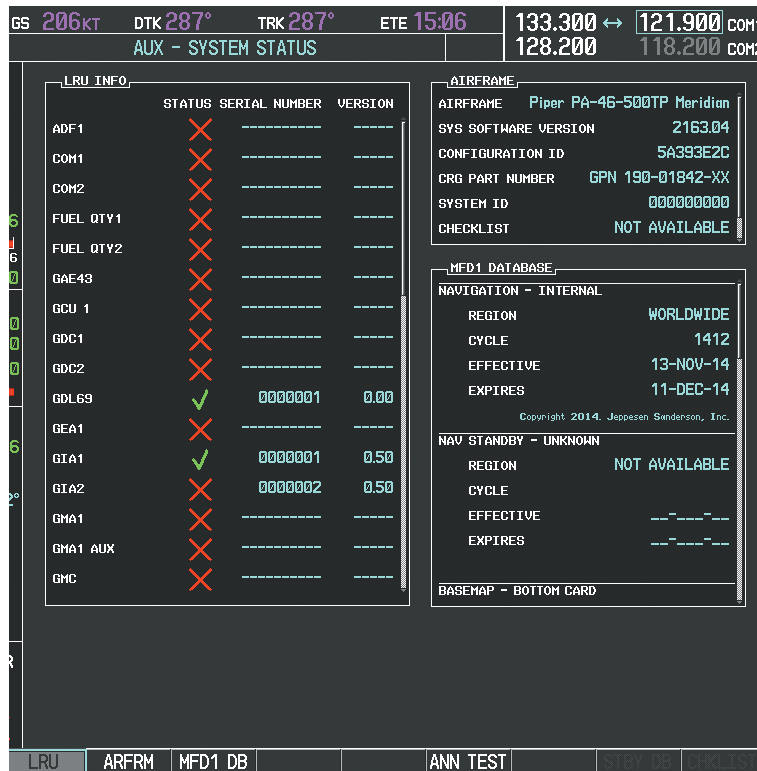 GS 206KT DTK 287° TRK 287° ETE 15:06 133.300 ↔ 121.900 COM1
AUX - SYSTEM STATUS 128.200 118.200 COM2
LRU INFO
STATUS SERIAL NUMBER VERSION
ADF1 ---------- -----
COM1 ---------- -----
COM2 ---------- -----
FUEL QTY1 ---------- -----
FUEL QTY2 ---------- -----
GAE43 ---------- -----
GCU 1 ---------- -----
GDC1 ---------- -----
GDC2 ---------- -----
GDL69 0000001 0.00
GEA1 ---------- -----
GIA1 0000001 0.50
GIA2 0000002 0.50
GMA1 ---------- -----
GMA1 AUX ---------- -----
GMC ---------- -----
AIRFRAME
AIRFRAME Piper PA-46-500TP Meridian
SYS SOFTWARE VERSION 2163.04
CONFIGURATION ID 5A393E2C
CRG PART NUMBER GPN 190-01842-XX
SYSTEM ID 000000000
CHECKLIST NOT AVAILABLE
MFD1 DATABASE
NAVIGATION - INTERNAL
REGION WORLDWIDE
CYCLE 1412
EFFECTIVE 13-NOV-14
EXPIRES 11-DEC-14
Copyright 2014. Jeppesen Sanderson, Inc.
NAV STANDBY - UNKNOWN
REGION NOT AVAILABLE
CYCLE
EFFECTIVE __-___-__
EXPIRES __-___-__
BASEMAP - BOTTOM CARD
LRU ARFRM MFD1 DB ANN TEST STBY DB CHKLIST